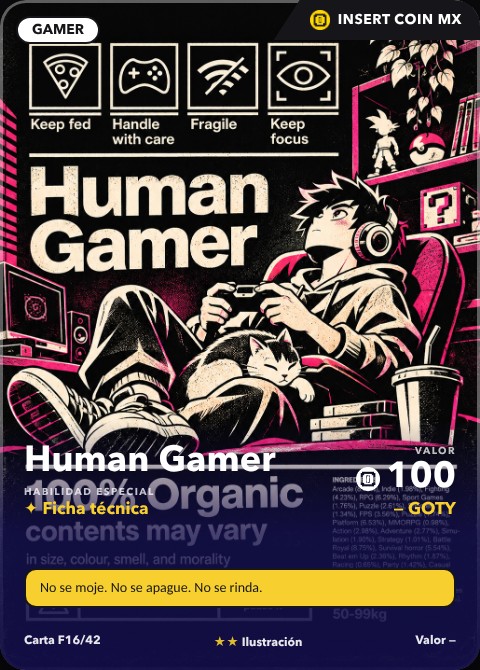 GAMER
INSERT COIN MX
Keep fed
Handle
with care
Fragile
Keep
focus
Human
Gamer
?
Human Gamer
VALOR
100
HABILIDAD ESPECIAL
100% Organic
✦ Ficha técnica
– GOTY
contents may vary
in size, colour, smell, and morality
No se moje. No se apague. No se rinda.
50-99kg
Carta F16/42
★★ Ilustración
Valor –